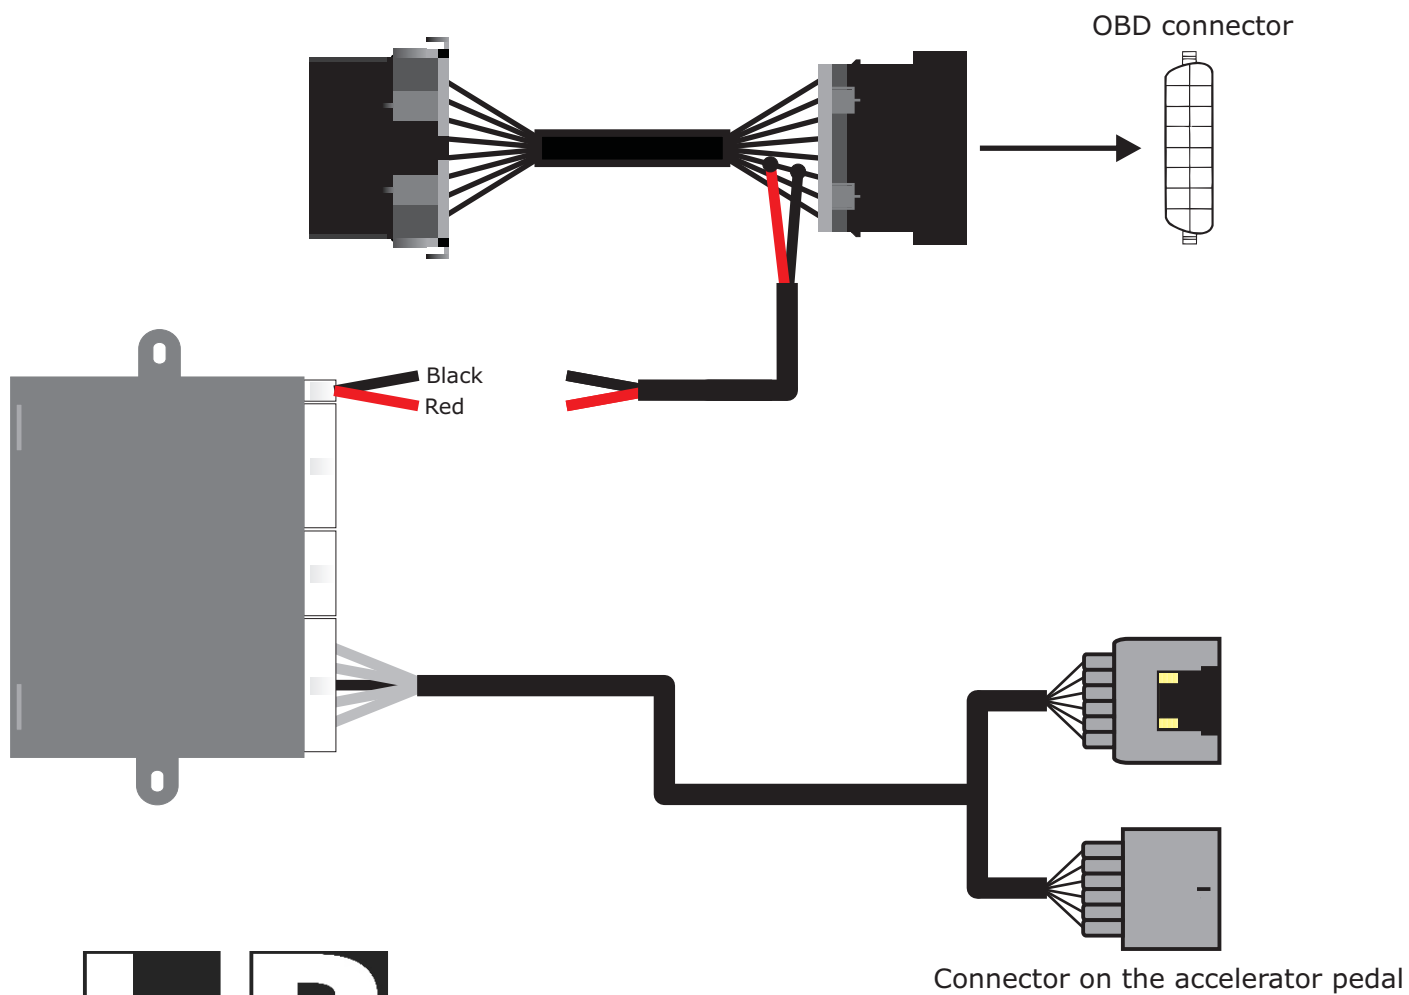 OBD connector
Black
Red
Connector on the accelerator pedal